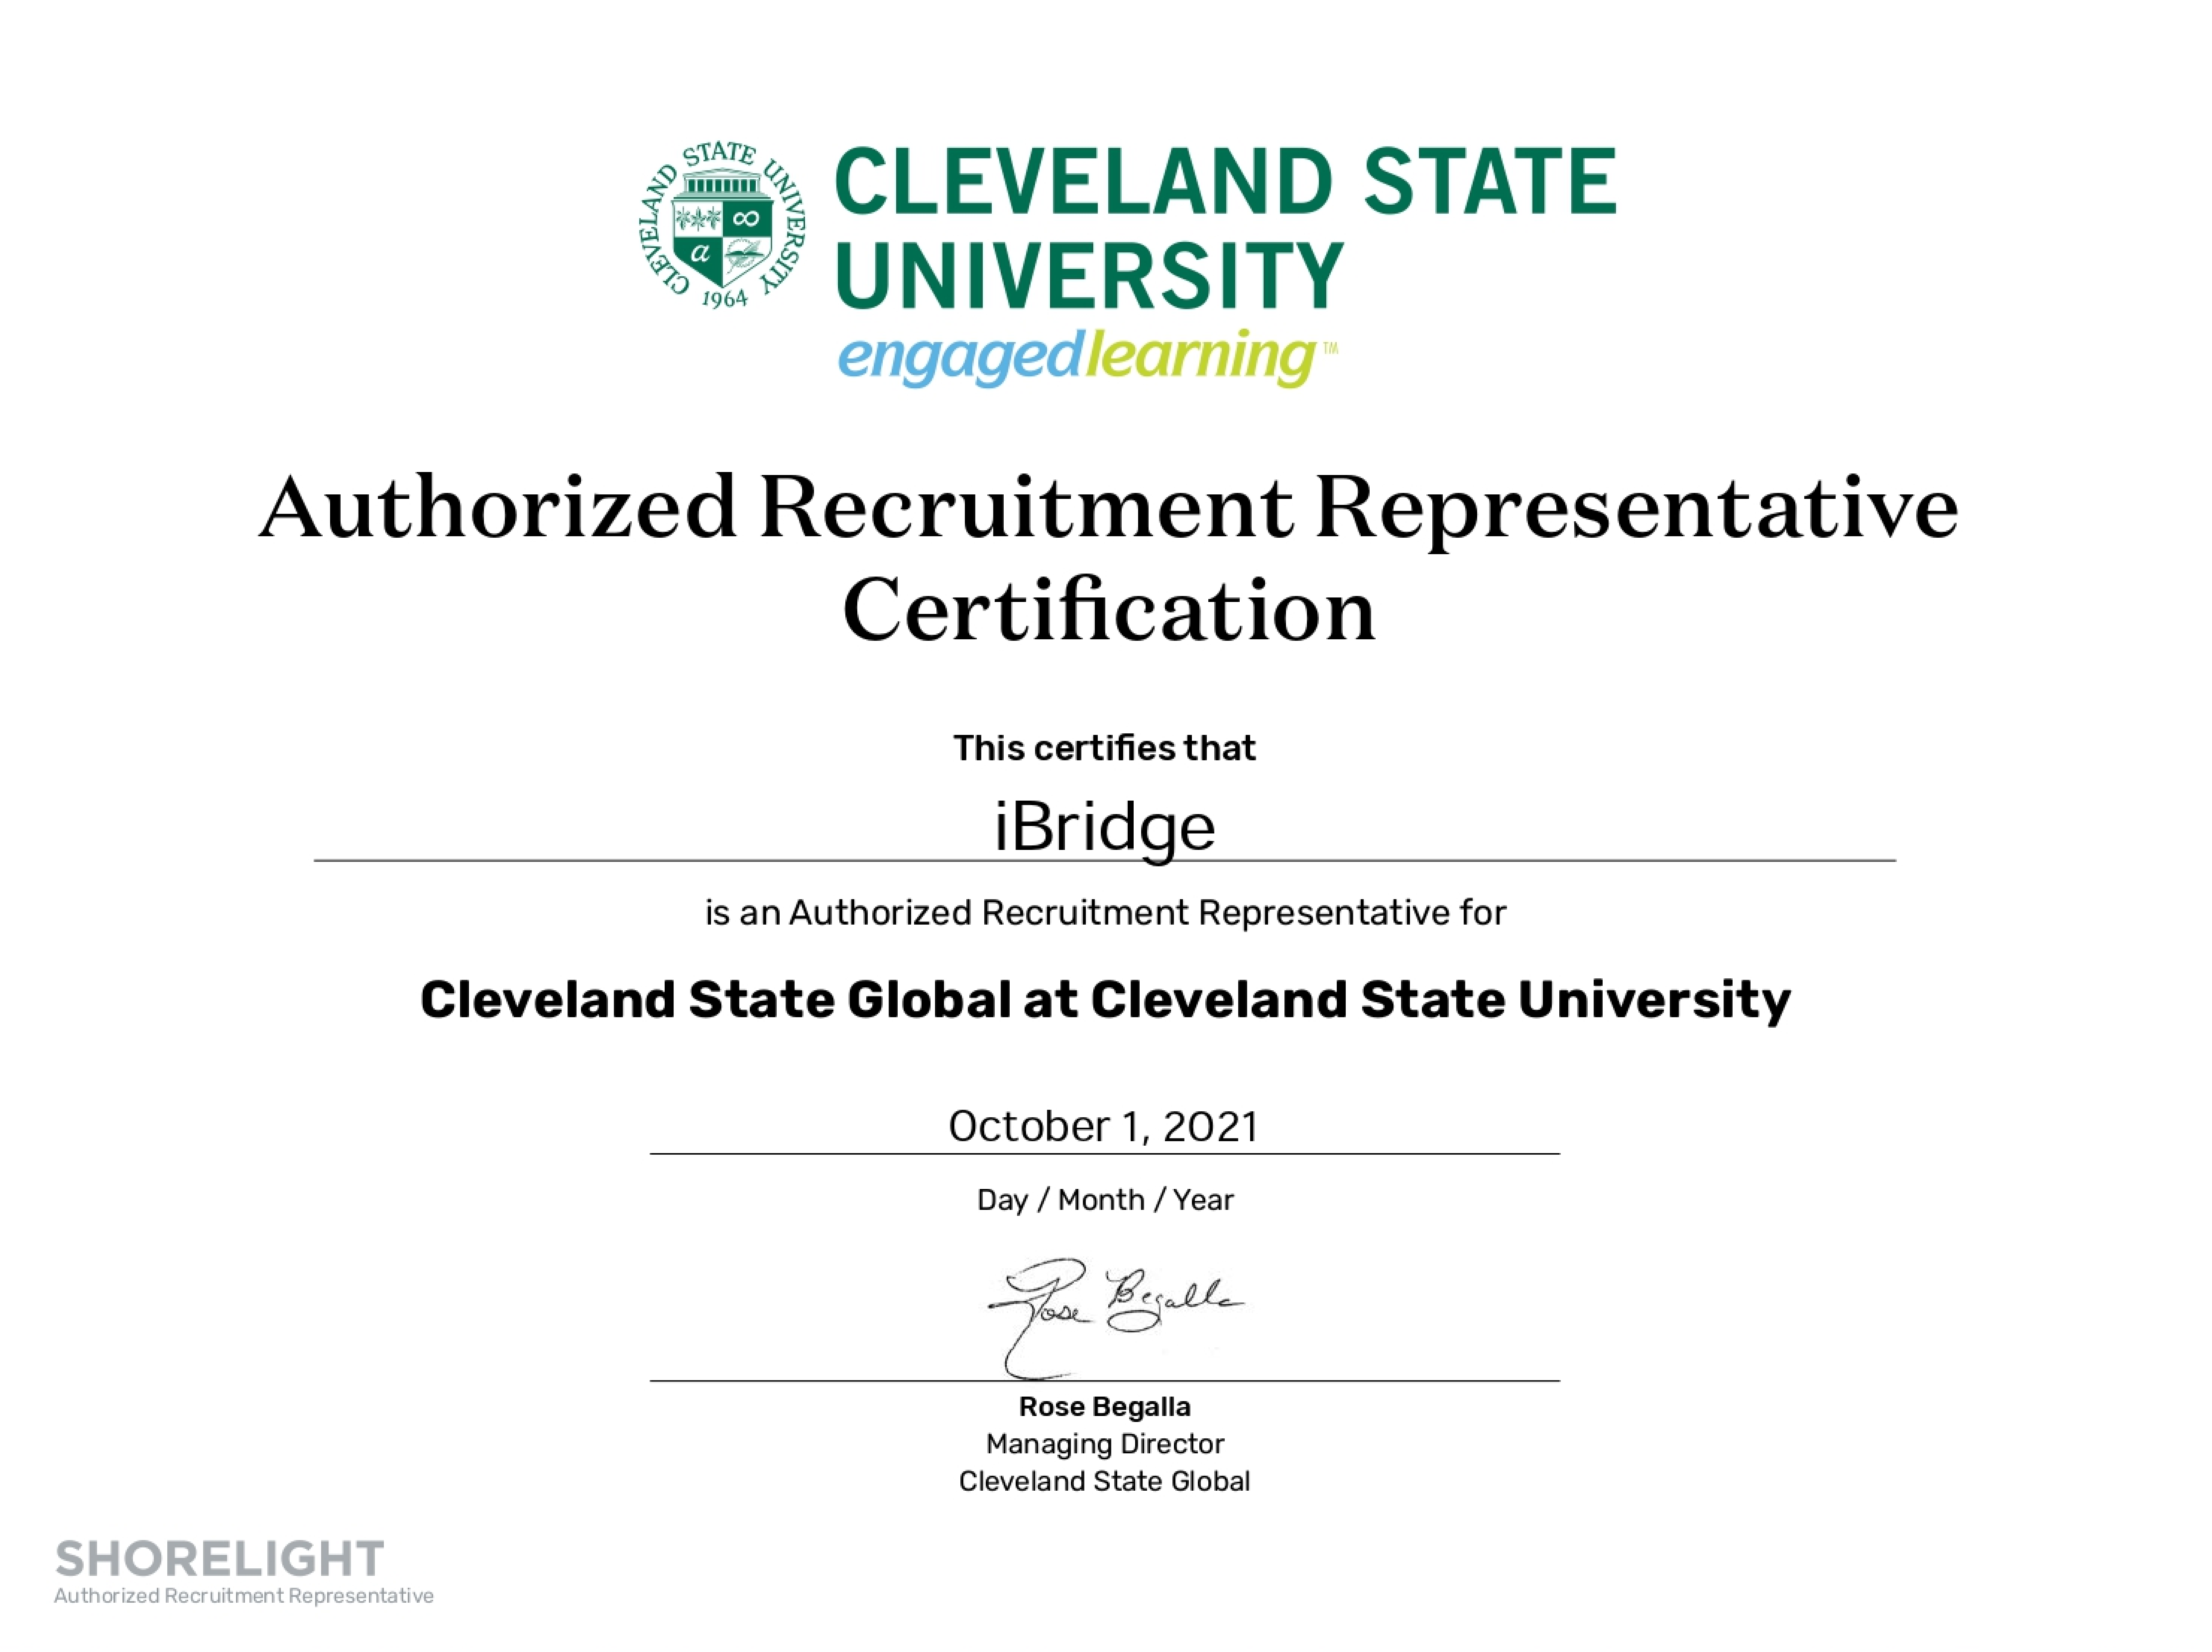 CLEVELAND STATE UNIVERSITY
1964
α
∞
CLEVELAND STATE
UNIVERSITY
engagedlearning™
Authorized Recruitment Representative
Certification
This certifies that
iBridge
is an Authorized Recruitment Representative for
Cleveland State Global at Cleveland State University
October 1, 2021
Day / Month / Year
Rose Begalla
Rose Begalla
Managing Director
Cleveland State Global
SHORELIGHT
Authorized Recruitment Representative